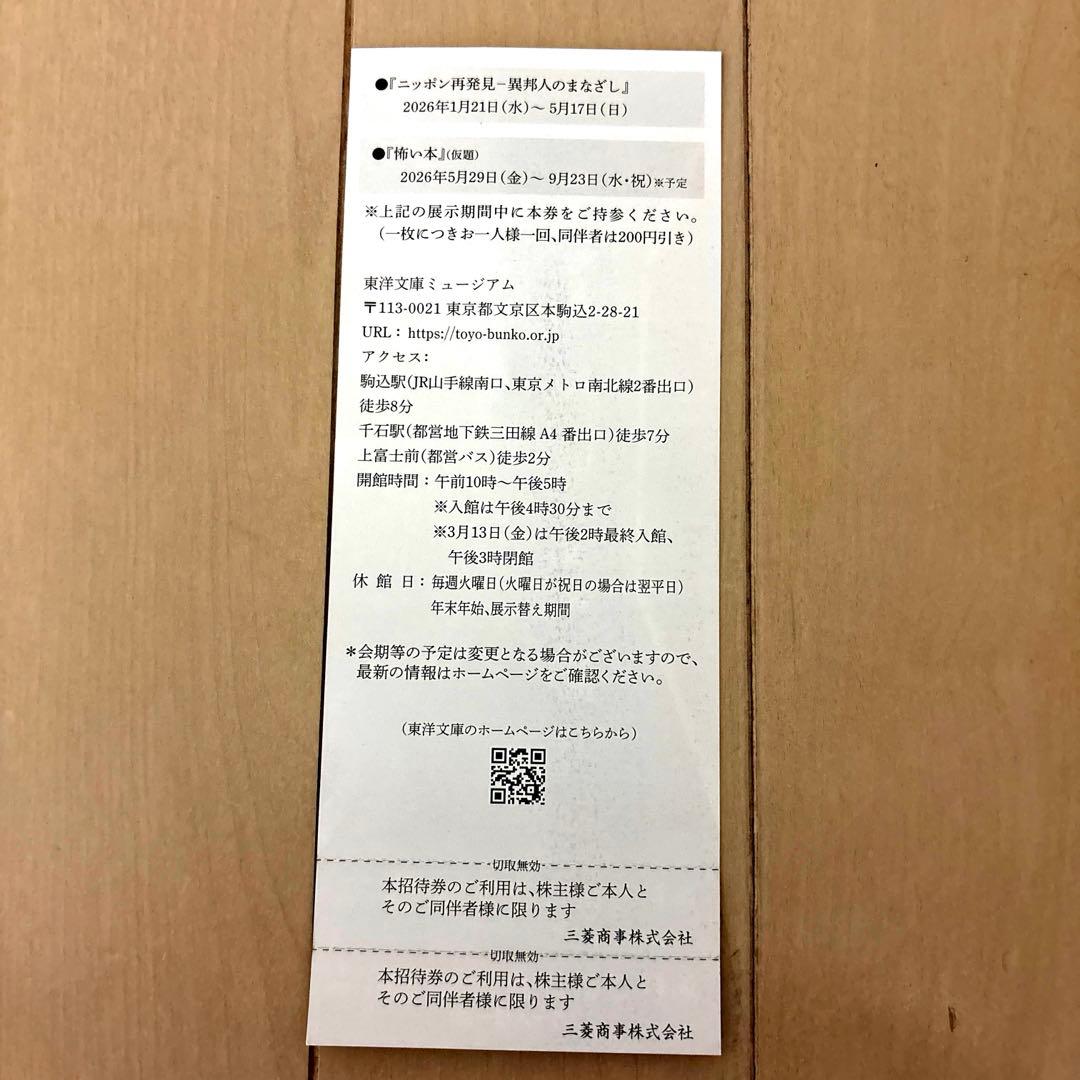 ●『ニッポン再発見－異邦人のまなざし』
2026年1月21日(水)～5月17日(日)
●『怖い本』(仮題)
2026年5月29日(金)～9月23日(水・祝)※予定
※上記の展示期間中に本券をご持参ください。
(一枚につきお一人様一回、同伴者は200円引き)
東洋文庫ミュージアム
〒113-0021 東京都文京区本駒込2-28-21
URL：https://toyo-bunko.or.jp
アクセス：
駒込駅(JR山手線南口、東京メトロ南北線2番出口)
徒歩8分
千石駅(都営地下鉄三田線 A4 番出口)徒歩7分
上富士前(都営バス)徒歩2分
開館時間：午前10時～午後5時
※入館は午後4時30分まで
※3月13日(金)は午後2時最終入館、
午後3時閉館
休 館 日：毎週火曜日(火曜日が祝日の場合は翌平日)
年末年始、展示替え期間
＊会期等の予定は変更となる場合がございますので、
最新の情報はホームページをご確認ください。
(東洋文庫のホームページはこちらから)
切取無効
本招待券のご利用は、株主様ご本人と
そのご同伴者様に限ります
三菱商事株式会社
切取無効
本招待券のご利用は、株主様ご本人と
そのご同伴者様に限ります
三菱商事株式会社